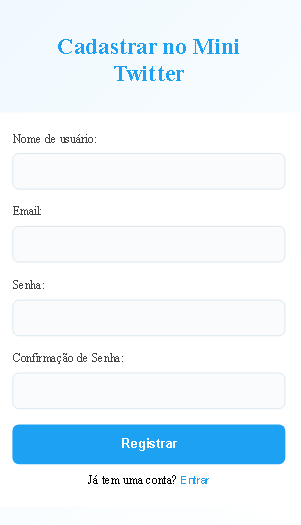 Cadastrar no Mini
Twitter
Nome de usuário:
Email:
Senha:
Confirmação de Senha:
Registrar
Já tem uma conta? Entrar